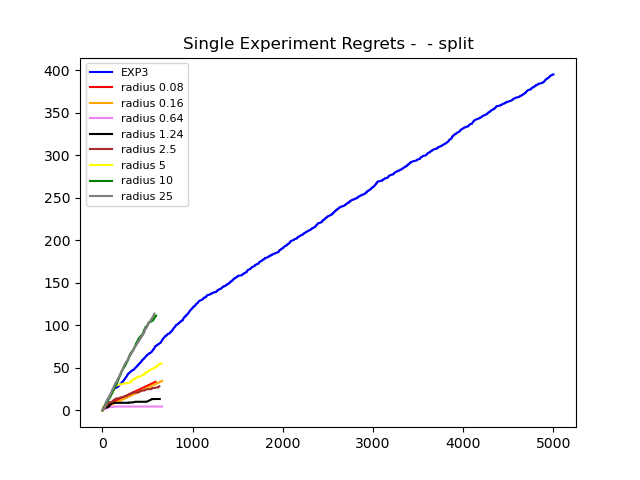 Single Experiment Regrets -  - split
400
350
300
250
200
150
100
50
0
EXP3
radius 0.08
radius 0.16
radius 0.64
radius 1.24
radius 2.5
radius 5
radius 10
radius 25
0 1000 2000 3000 4000 5000